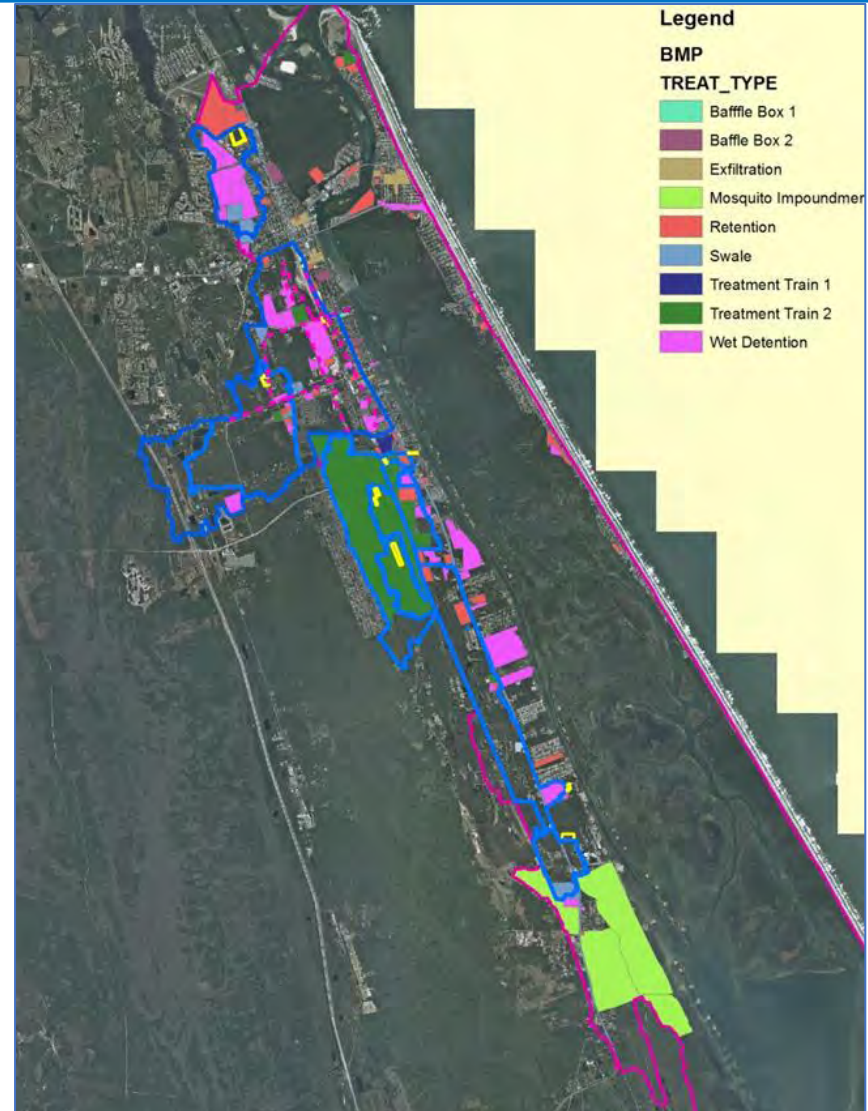 Legend
BMP
TREAT_TYPE
Bafffle Box 1
Baffle Box 2
Exfiltration
Mosquito Impoundmer
Retention
Swale
Treatment Train 1
Treatment Train 2
Wet Detention